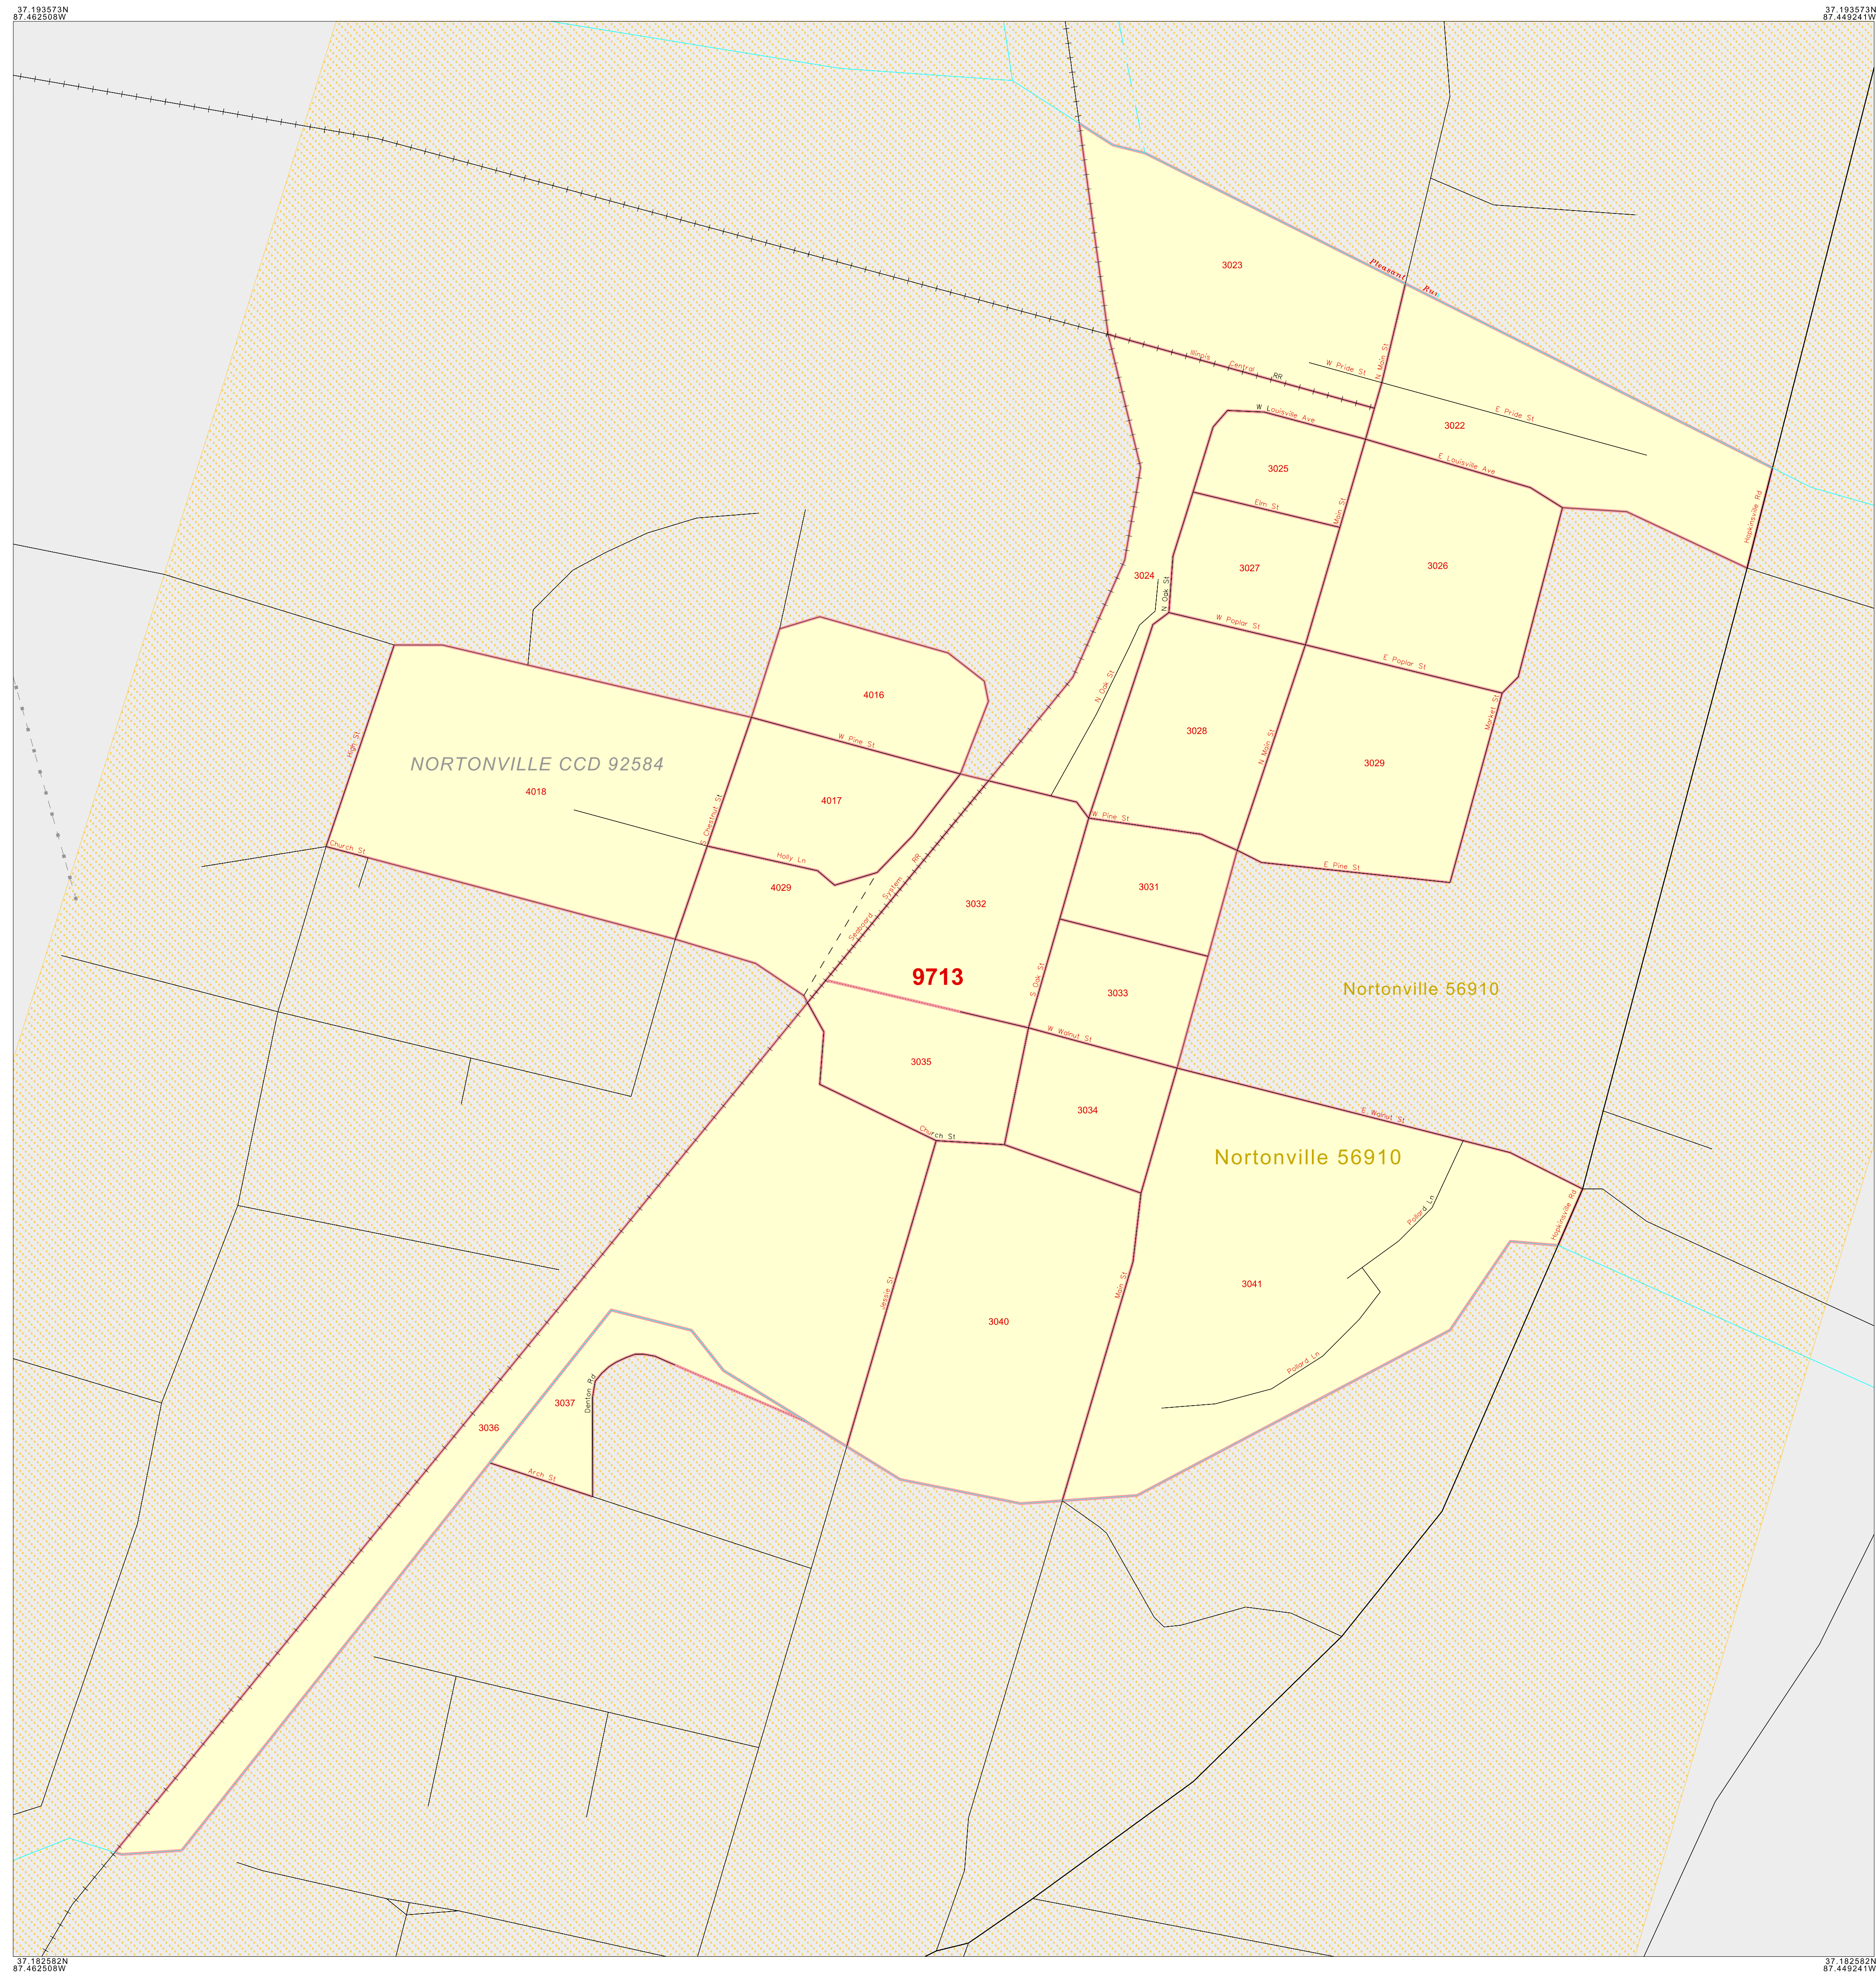 37.193573N
87.462508W
37.193573N
87.449241W
3023
Pleasant Run
Illinois Central RR
W Pride St
N Main St
E Pride St
3022
W Louisville Ave
E Louisville Ave
3025
Elm St
Main St
Hopkinsville Rd
3027
3026
3024
N Oak St
W Poplar St
E Poplar St
N Oak St
4016
Market St
3028
N Main St
W Pine St
High St
NORTONVILLE CCD 92584
3029
4018
4017
S Chestnut St
W Pine St
Church St
Holly Ln
E Pine St
4029
3031
Seaboard System RR
3032
9713
S Oak St
3033
Nortonville 56910
W Walnut St
3035
3034
E Walnut St
Church St
Nortonville 56910
Pollard Ln
Hopkinsville Rd
Jessie St
Main St
3041
3040
Pollard Ln
Denton Rd
3037
3036
Arch St
37.182582N
87.462508W
37.182582N
87.449241W